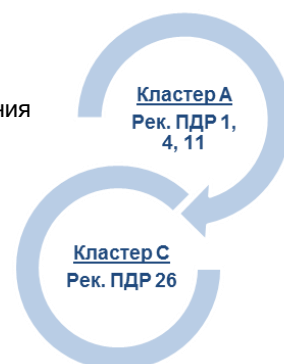 ния
Кластер A
Рек. ПДР 1,
4, 11
Кластер C
Рек. ПДР 26